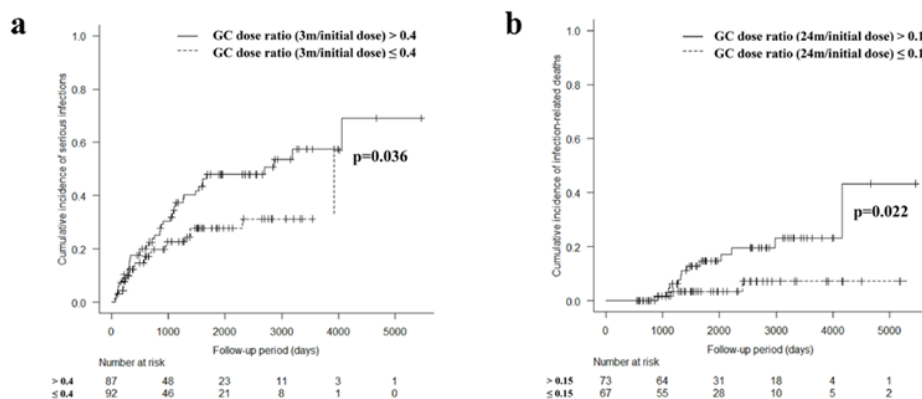 a
GC dose ratio (3m/initial dose) > 0.4
GC dose ratio (3m/initial dose) ≤ 0.4
1.0
0.8
0.6
0.4
0.2
0.0
Cumulative incidence of serious infections
p=0.036
0 1000 2000 3000 4000 5000
Follow-up period (days)
Number at risk
> 0.4 87 48 23 11 3 1
≤ 0.4 92 46 21 8 1 0
b
GC dose ratio (24m/initial dose) > 0.1
GC dose ratio (24m/initial dose) ≤ 0.1
1.0
0.8
0.6
0.4
0.2
0.0
Cumulative incidence of infection-related deaths
p=0.022
0 1000 2000 3000 4000 5000
Follow-up period (days)
Number at risk
> 0.15 73 64 31 18 4 1
≤ 0.15 67 55 28 10 5 2